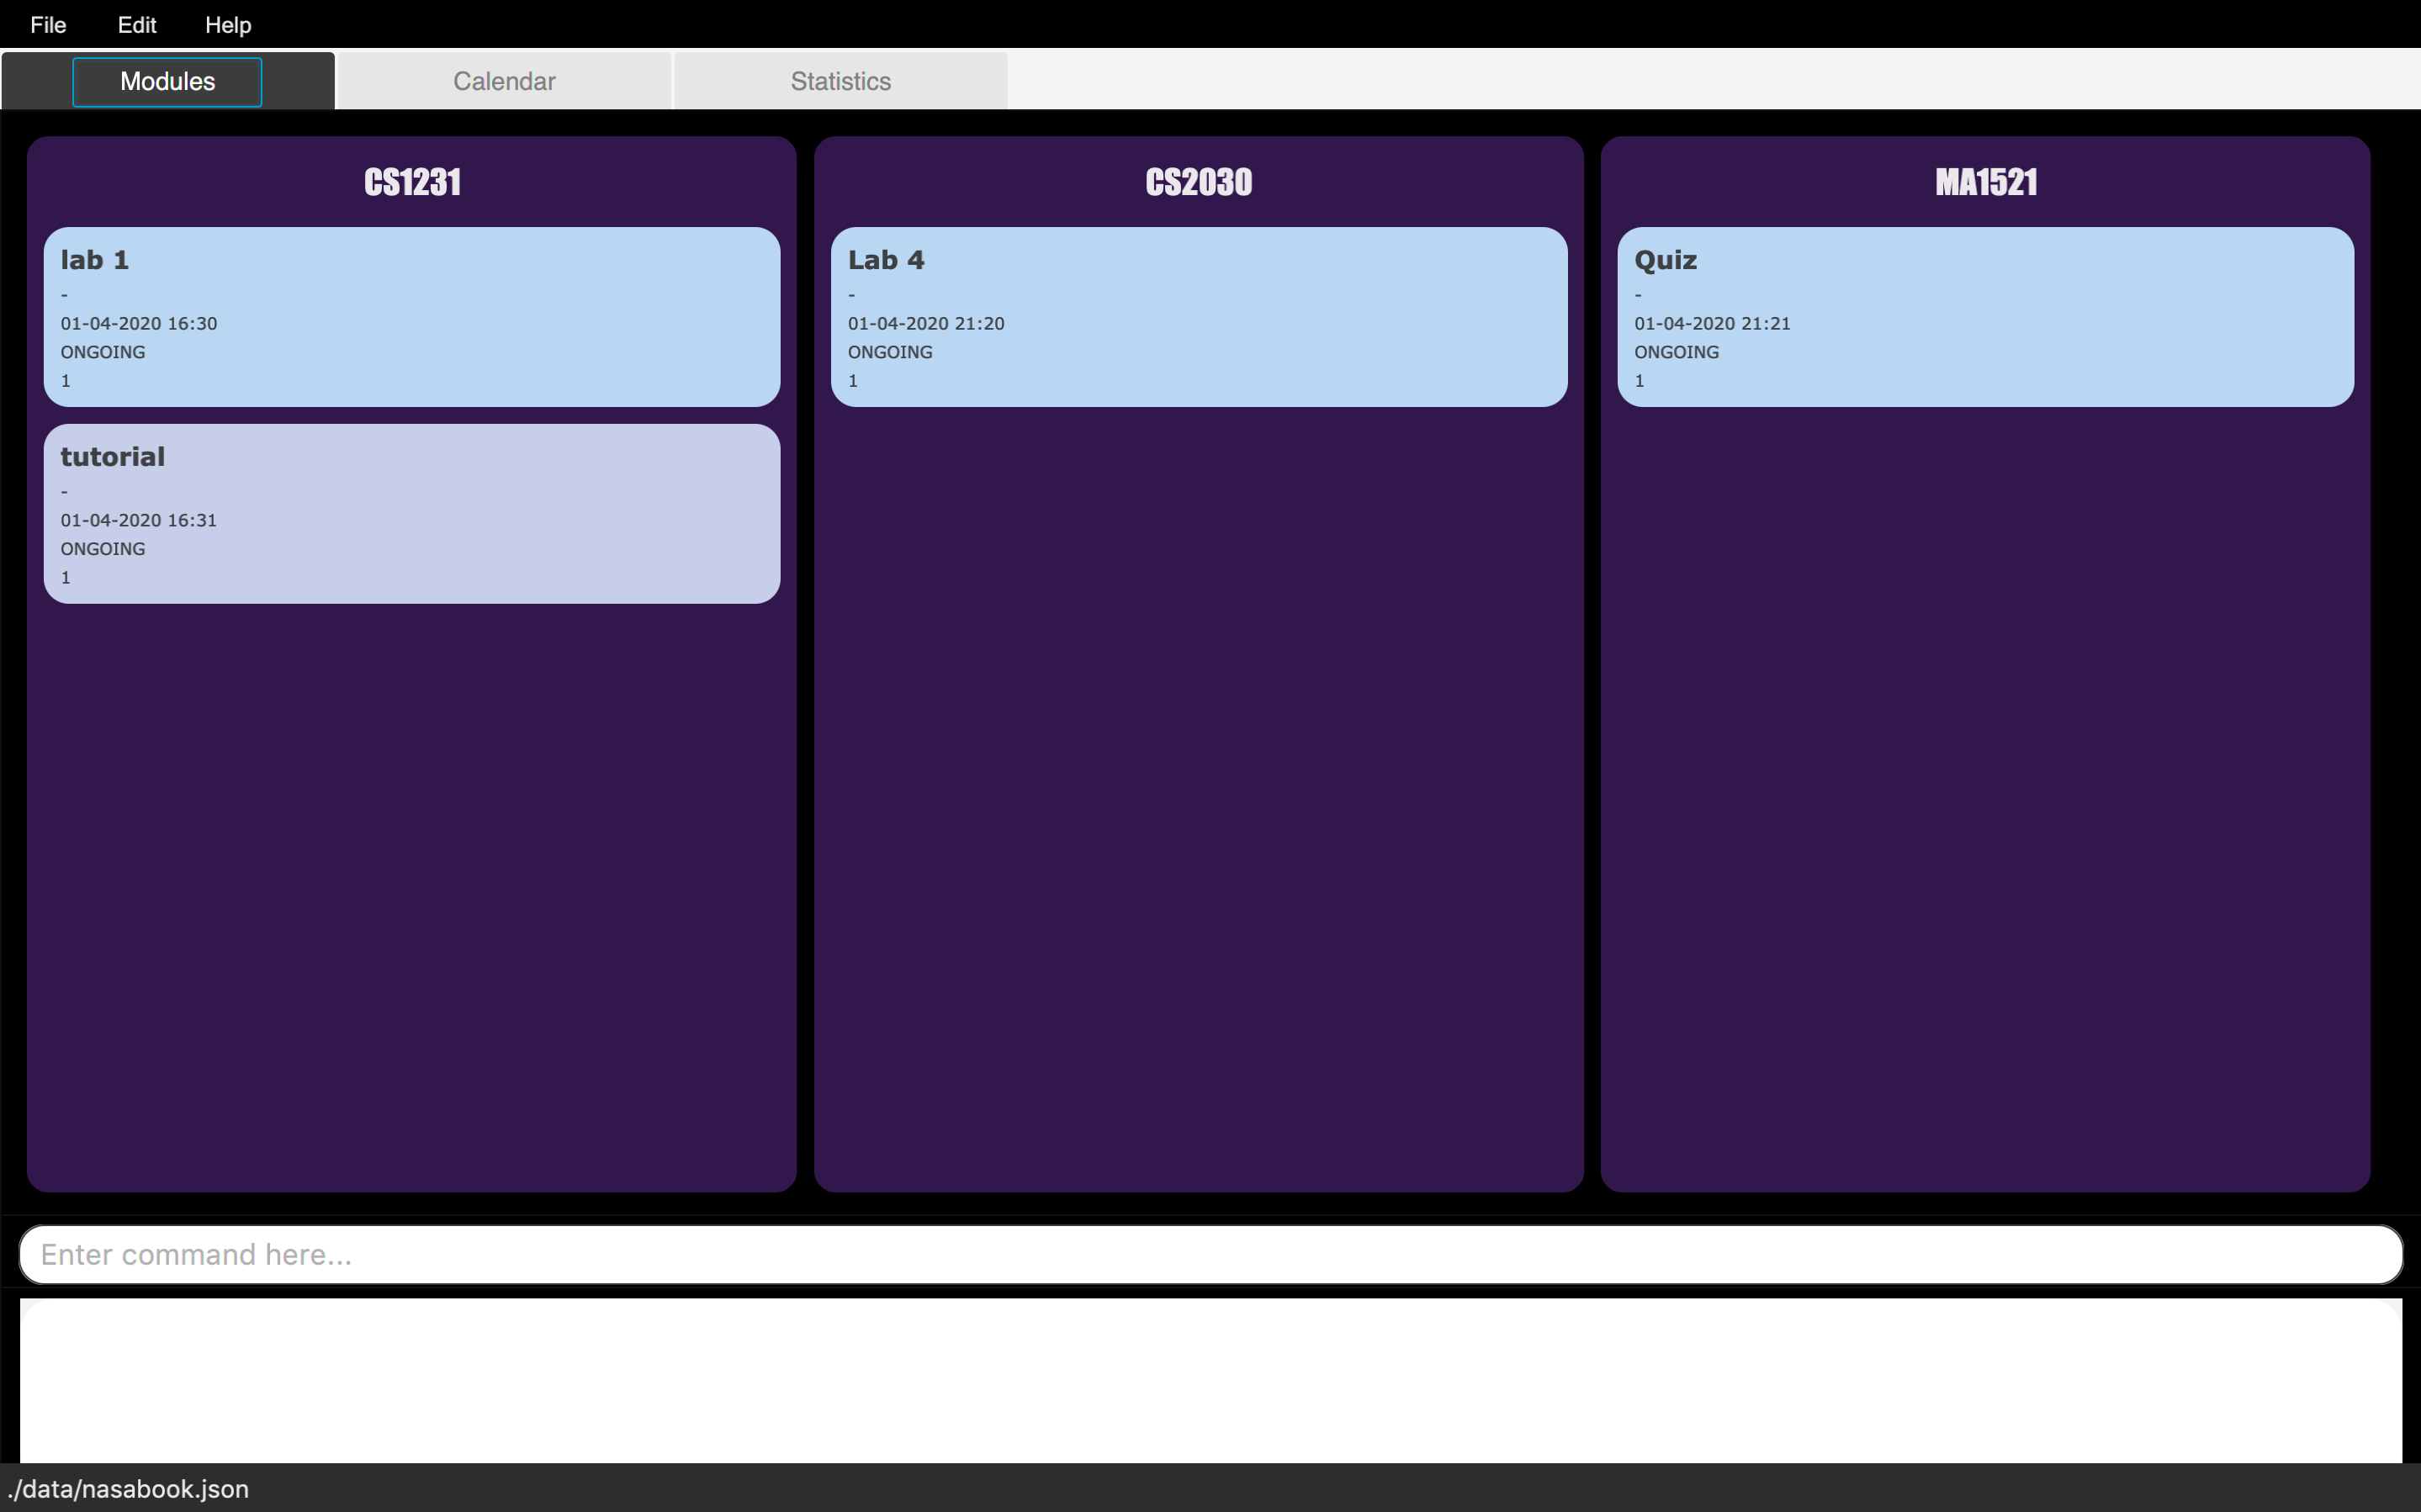 File Edit Help
Modules Calendar Statistics
CS1231
lab 1
-
01-04-2020 16:30
ONGOING
1
tutorial
-
01-04-2020 16:31
ONGOING
1
CS2030
Lab 4
-
01-04-2020 21:20
ONGOING
1
MA1521
Quiz
-
01-04-2020 21:21
ONGOING
1
Enter command here...
./data/nasabook.json